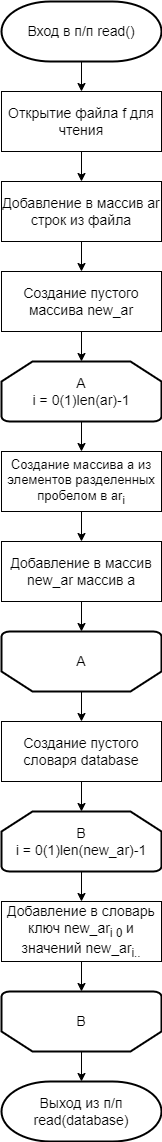 Вход в п/п read()
Открытие файла f для
чтения
Добавление в массив ar
строк из файла
Создание пустого
массива new_ar
A
i = 0(1)len(ar)-1
Создание массива a из
элементов разделенных
пробелом в ar i
Добавление в массив
new_ar массив a
A
Создание пустого
словаря database
B
i = 0(1)len(new_ar)-1
Добавление в словарь
ключ new_ar i 0 и
значений new_ar i..
B
Выход из п/п
read(database)